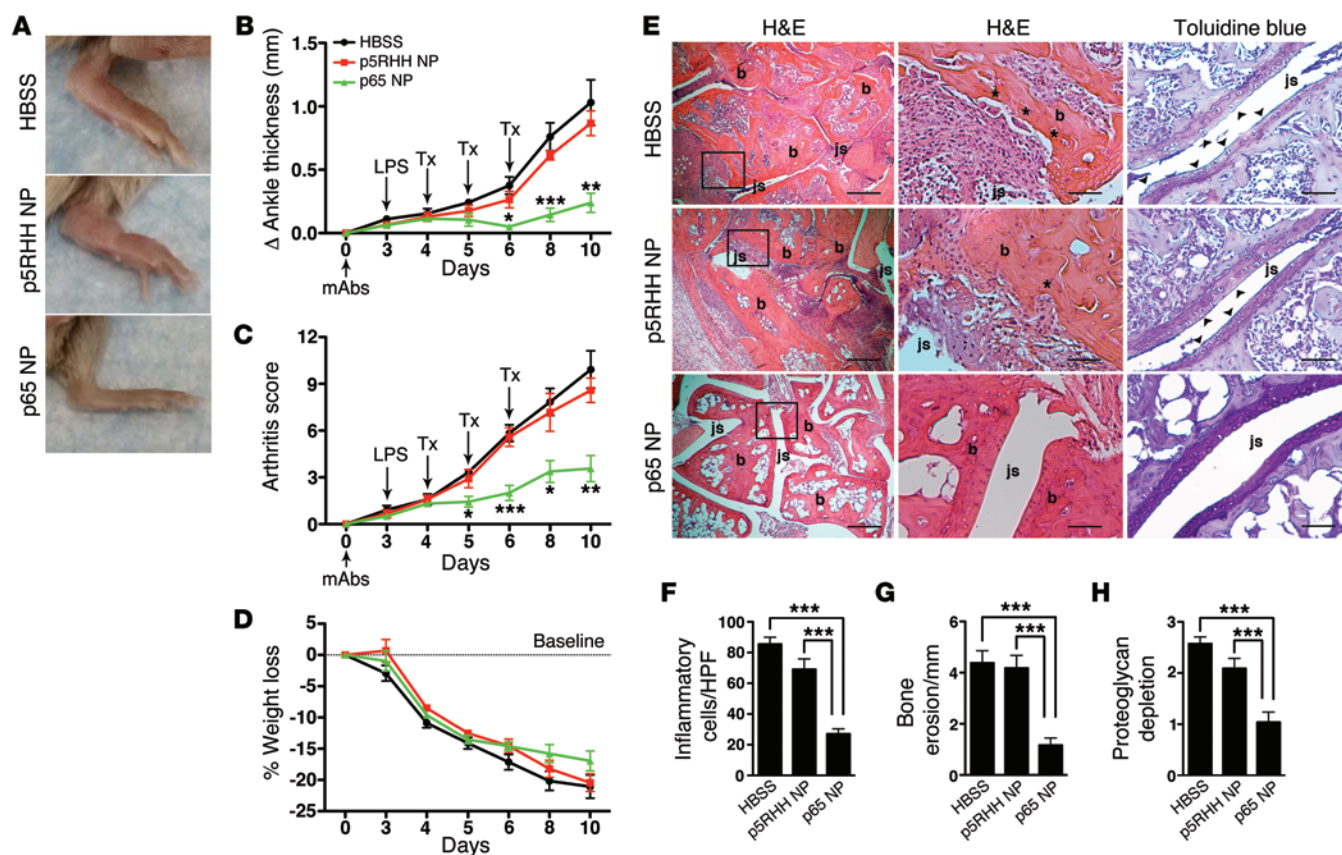 A
HBSS
p5RHH NP
p65 NP
B
Δ Ankle thickness (mm)
1.5
1.0
0.5
0.0
HBSS
p5RHH NP
p65 NP
LPS
Tx
Tx
Tx
*
***
**
0 3 4 5 6 8 10
Days
mAbs
C
Arthritis score
12
9
6
3
0
LPS
Tx
Tx
Tx
*
***
*
**
0 3 4 5 6 8 10
Days
mAbs
D
% Weight loss
5
0
-5
-10
-15
-20
-25
Baseline
0 3 4 5 6 8 10
Days
E
H&E H&E Toluidine blue
HBSS
b
b
b
js
js
*
*
b
*
js
js
p5RHH NP
b
b
js
js
b
*
js
js
p65 NP
js
b
b
js
b
b
js
b
js
F
Inflammatory
cells/HPF
100
80
60
40
20
0
***
***
HBSS
p5RHH NP
p65 NP
G
Bone
erosion/mm
6
4
2
0
***
***
HBSS
p5RHH NP
p65 NP
H
Proteoglycan
depletion
3
2
1
0
***
***
HBSS
p5RHH NP
p65 NP